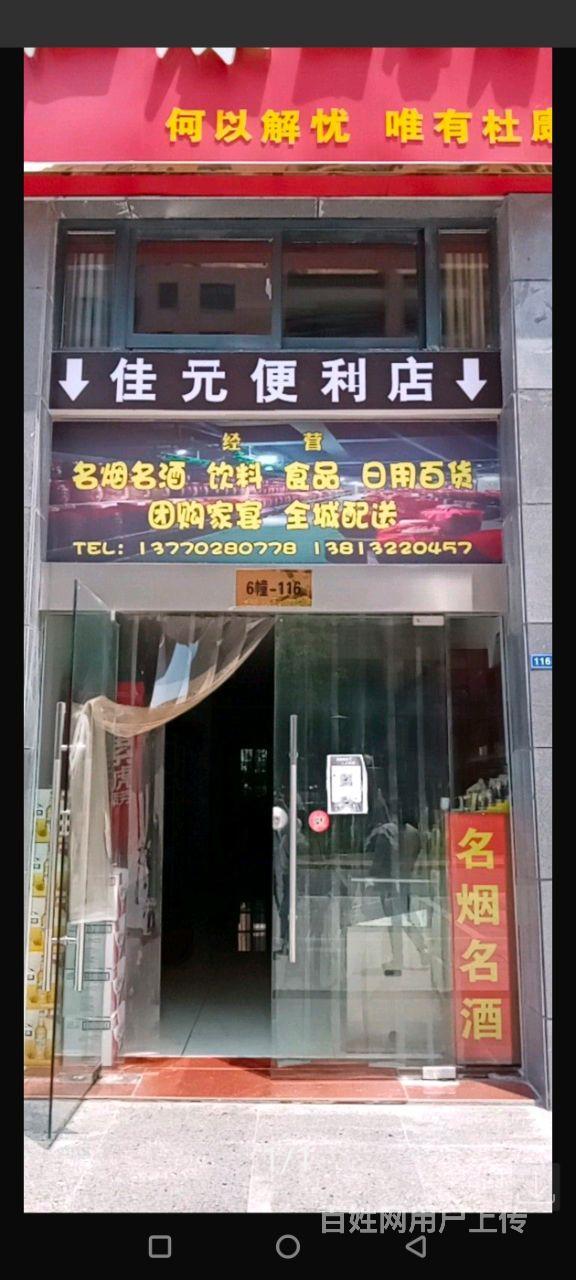 何以解忧 唯有杜康
佳元便利店
经 营
名烟名酒 饮料 食品 日用百货
团购家宴 全城配送
TEL: 13770280778 13813220457
6幢-116
116
名烟名酒
1/1
百姓网用户上传